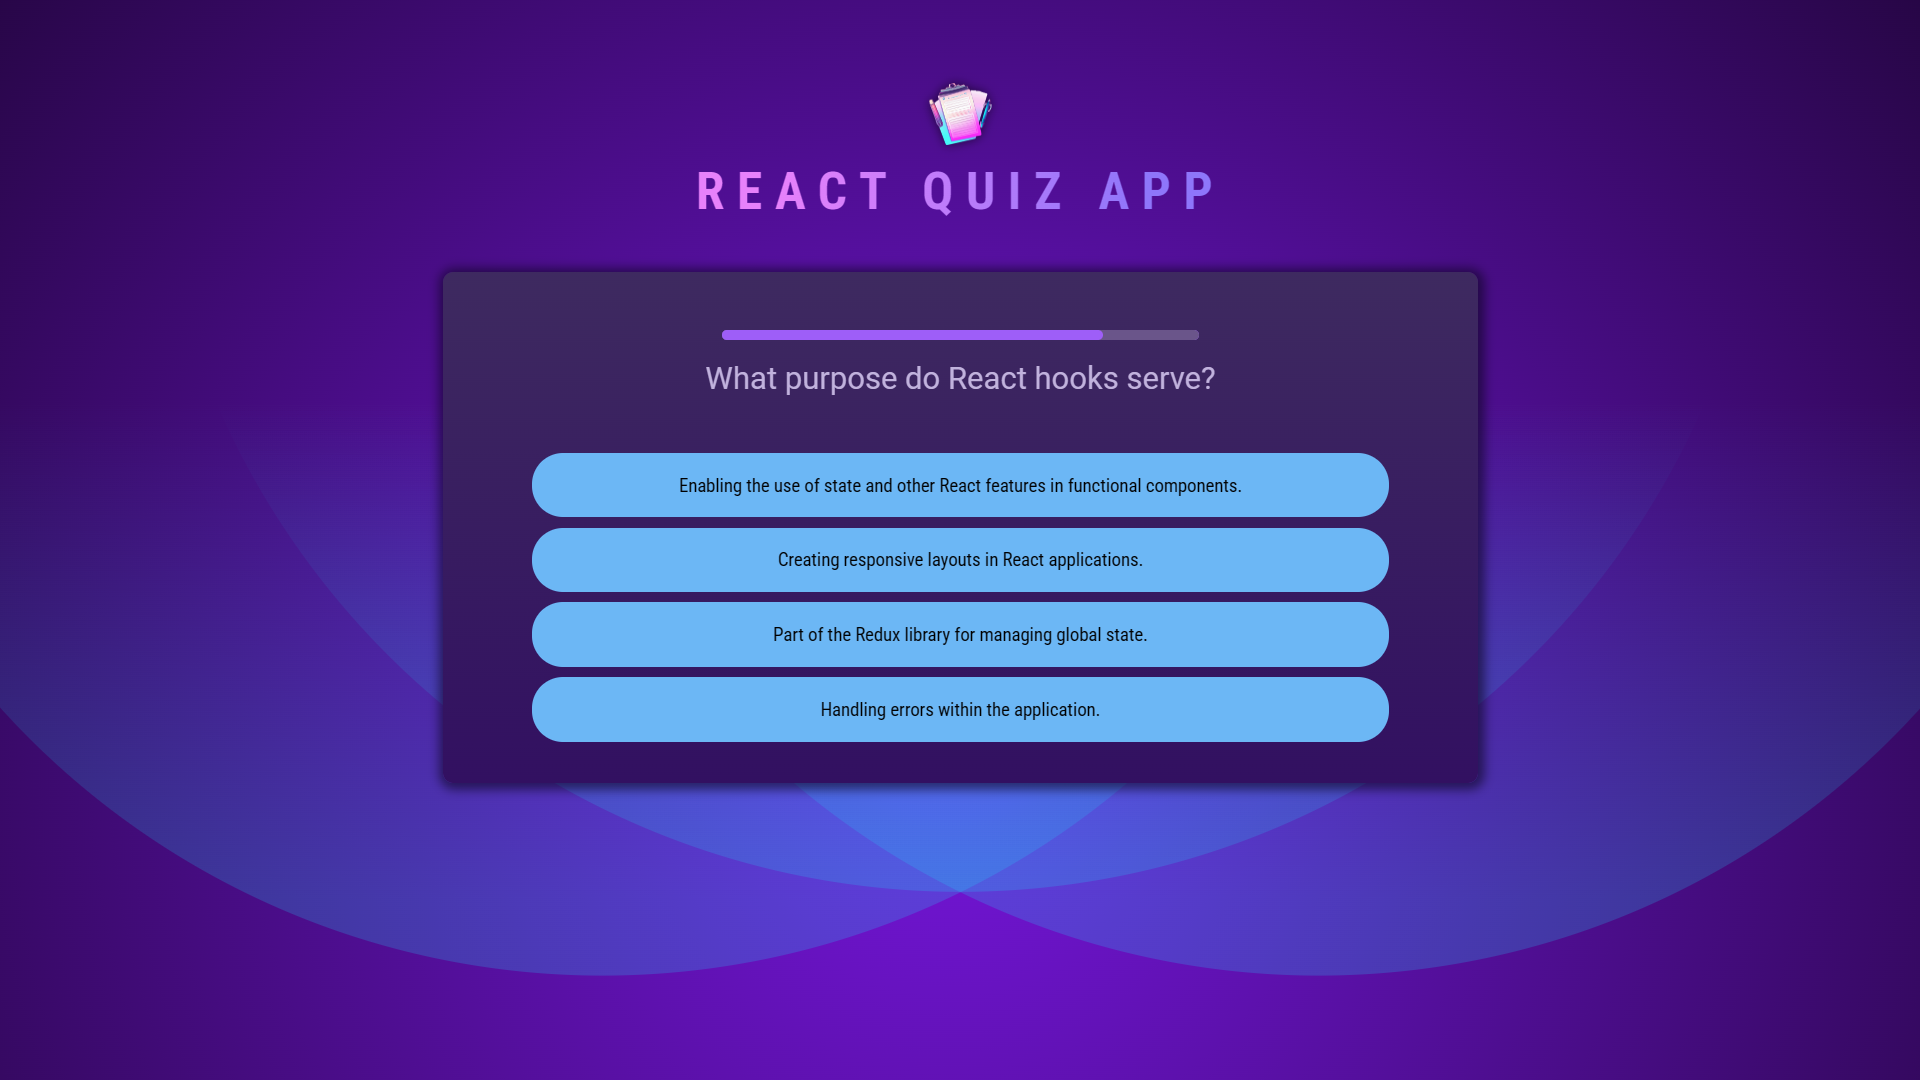 REACT QUIZ APP
What purpose do React hooks serve?
Enabling the use of state and other React features in functional components.
Creating responsive layouts in React applications.
Part of the Redux library for managing global state.
Handling errors within the application.